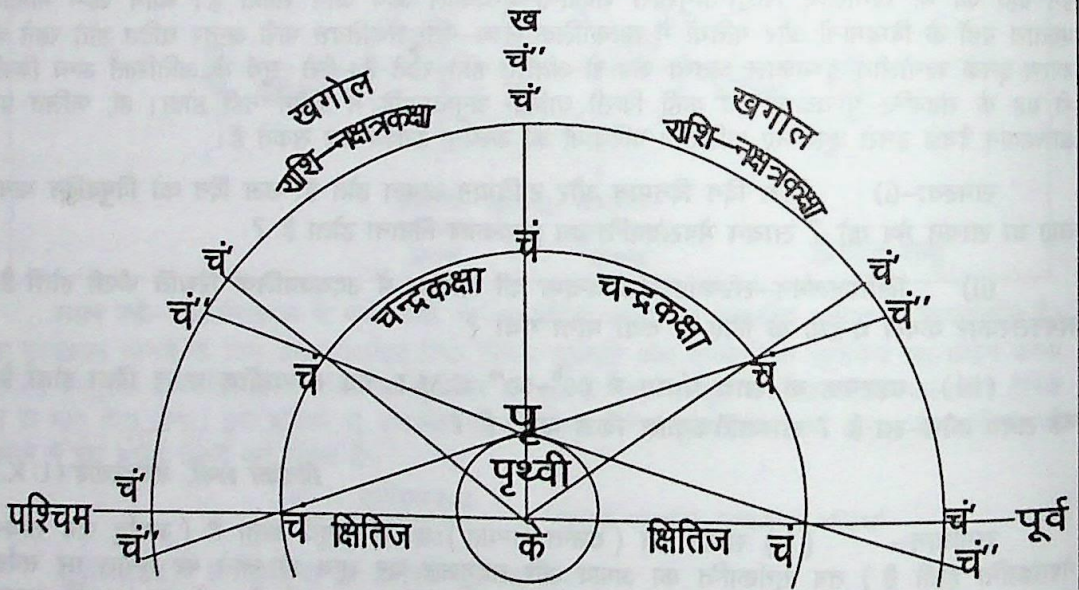 ख
चं''
चं'
खगोल
राशि-नक्षत्रकक्षा
खगोल
राशि-नक्षत्रकक्षा
चं'
चं''
चं
चन्द्रकक्षा
चन्द्रकक्षा
चं'
चं''
चं
चं
पृ
पृथ्वी
पश्चिम
चं'
चं''
च
क्षितिज
के
क्षितिज
चं
चं'
चं''
पूर्व